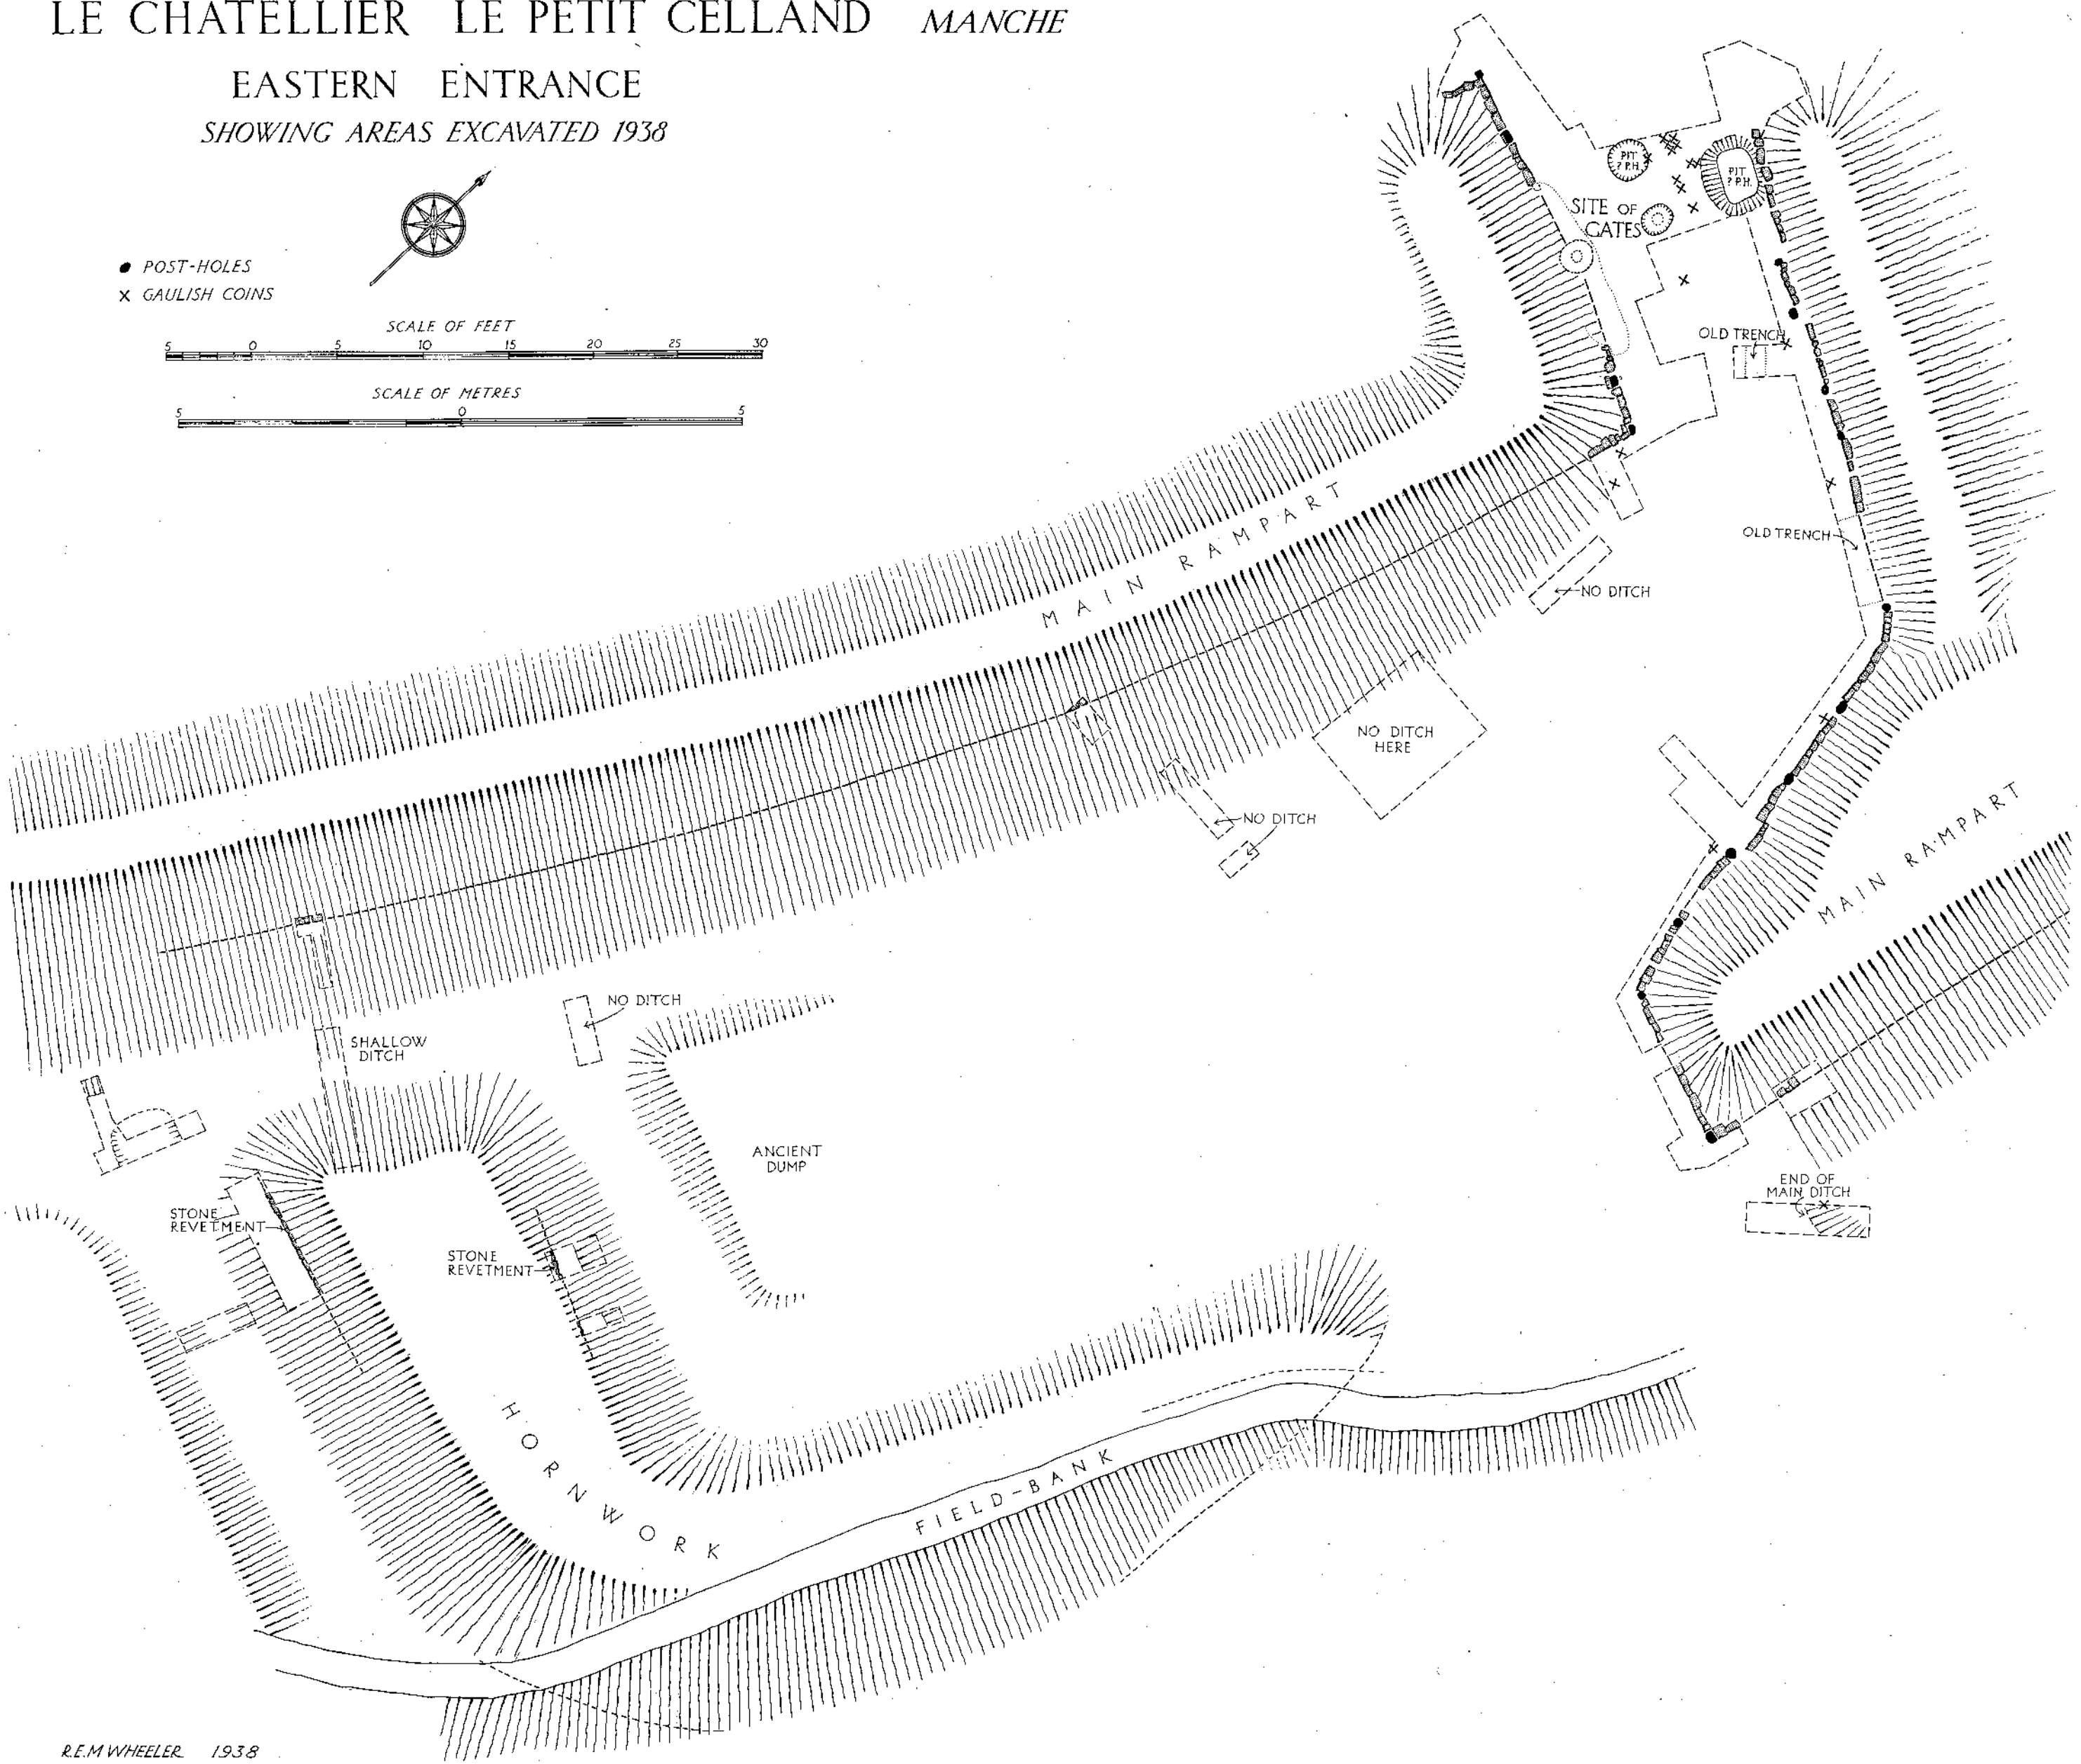 LE CHATELLIER LE PETIT CELLAND MANCHE
EASTERN ENTRANCE
SHOWING AREAS EXCAVATED 1938
POST-HOLES
GAULISH COINS
SCALE OF FEET
5 0 5 10 15 20 25 30
SCALE OF METRES
5 0 5
PIT
? P.H.
PIT
? P.H.
SITE OF
GATES
OLD TRENCH
OLD TRENCH
MAIN RAMPART
NO DITCH
NO DITCH
HERE
NO DITCH
MAIN RAMPART
NO DITCH
SHALLOW
DITCH
ANCIENT
DUMP
END OF
MAIN DITCH
STONE
REVETMENT
STONE
REVETMENT
HORNWORK
FIELD-BANK
R.E.M WHEELER 1938